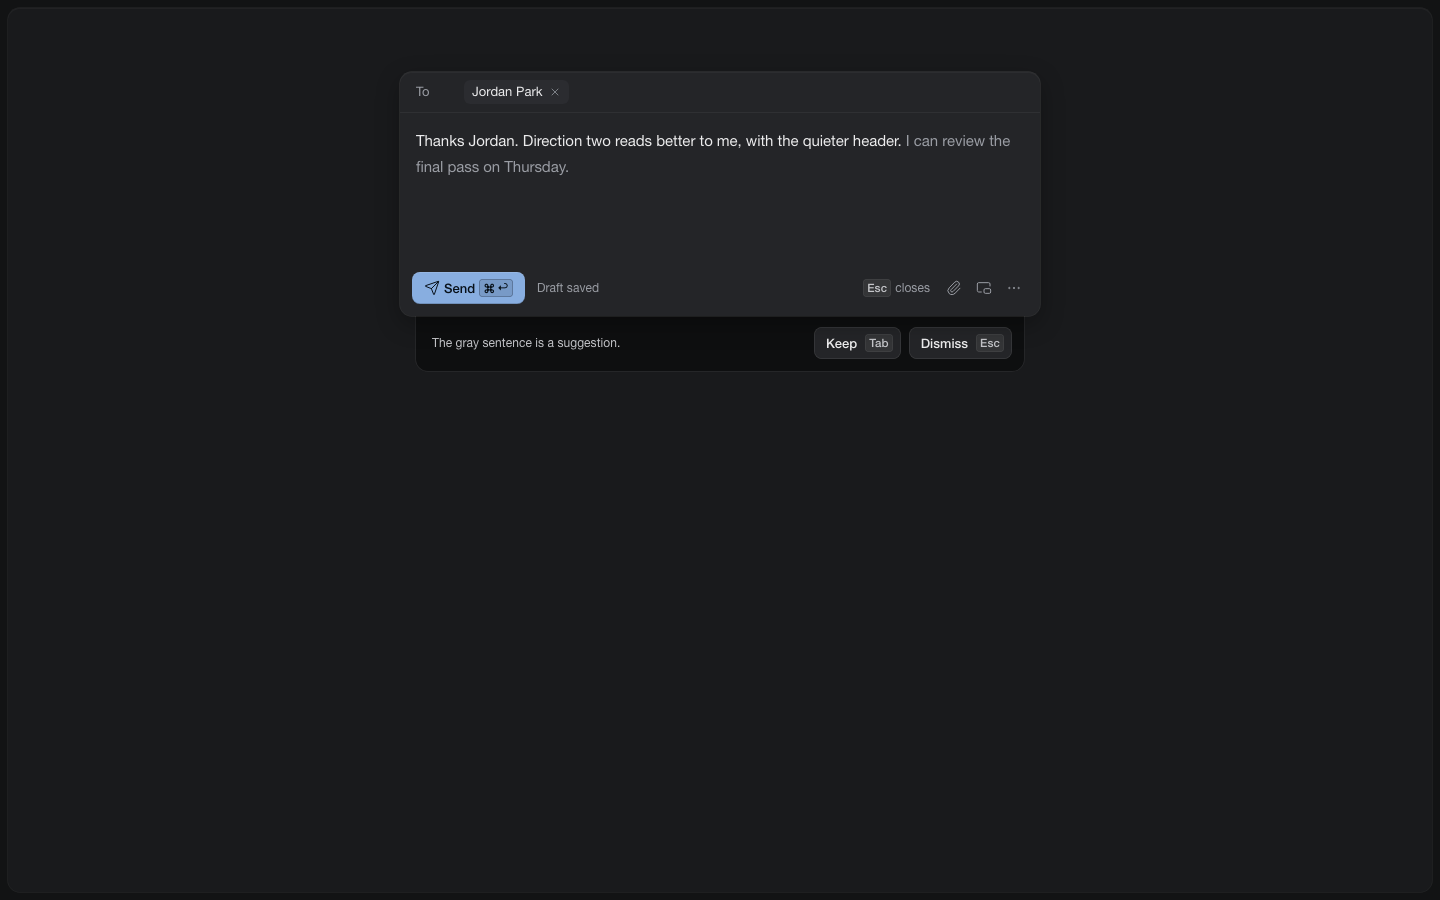 To
Jordan Park
Thanks Jordan. Direction two reads better to me, with the quieter header. I can review the
final pass on Thursday.
Send ⌘ ↩
Draft saved
Esc closes
The gray sentence is a suggestion.
Keep Tab
Dismiss Esc